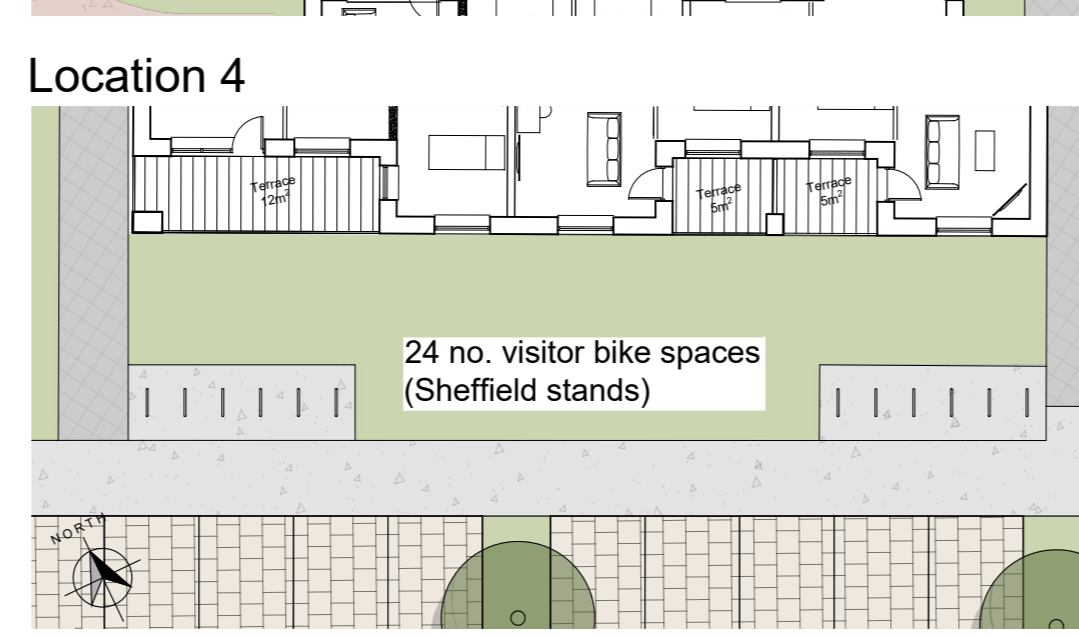 Location 4
Terrace
12m²
Terrace
5m²
Terrace
5m²
24 no. visitor bike spaces
(Sheffield stands)
NORTH